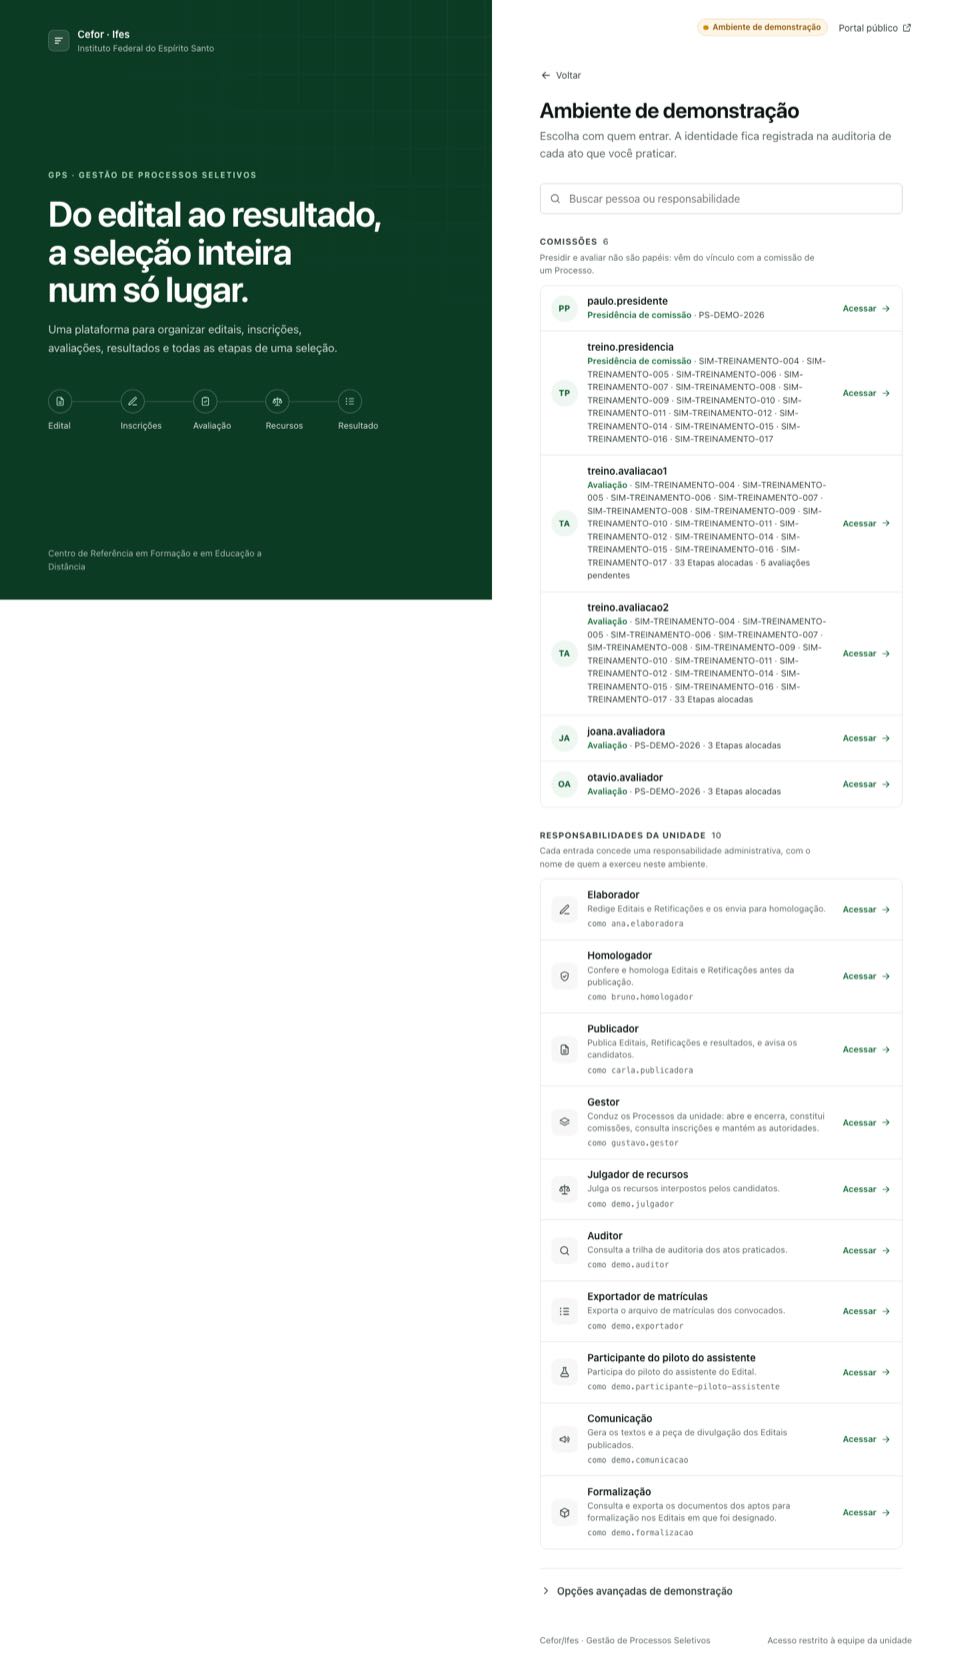 Cefor · Ifes
Instituto Federal do Espírito Santo
GPS · GESTÃO DE PROCESSOS SELETIVOS
Do edital ao resultado,
a seleção inteira
num só lugar.
Uma plataforma para organizar editais, inscrições,
avaliações, resultados e todas as etapas de uma seleção.
Edital
Inscrições
Avaliação
Recursos
Resultado
Centro de Referência em Formação e em Educação a
Distância
Ambiente de demonstração
Portal público
Voltar
Ambiente de demonstração
Escolha com quem entrar. A identidade fica registrada na auditoria de
cada ato que você praticar.
Buscar pessoa ou responsabilidade
COMISSÕES 6
Presidir e avaliar não são papéis: vêm do vínculo com a comissão de
um Processo.
PP
paulo.presidente
Presidência de comissão · PS-DEMO-2026
Acessar
TP
treino.presidencia
Presidência de comissão · SIM-TREINAMENTO-004 · SIM-
TREINAMENTO-005 · SIM-TREINAMENTO-006 · SIM-
TREINAMENTO-007 · SIM-TREINAMENTO-008 · SIM-
TREINAMENTO-009 · SIM-TREINAMENTO-010 · SIM-
TREINAMENTO-011 · SIM-TREINAMENTO-012 · SIM-
TREINAMENTO-014 · SIM-TREINAMENTO-015 · SIM-
TREINAMENTO-016 · SIM-TREINAMENTO-017
Acessar
TA
treino.avaliacao1
Avaliação · SIM-TREINAMENTO-004 · SIM-TREINAMENTO-
005 · SIM-TREINAMENTO-006 · SIM-TREINAMENTO-007 ·
SIM-TREINAMENTO-008 · SIM-TREINAMENTO-009 · SIM-
TREINAMENTO-010 · SIM-TREINAMENTO-011 · SIM-
TREINAMENTO-012 · SIM-TREINAMENTO-014 · SIM-
TREINAMENTO-015 · SIM-TREINAMENTO-016 · SIM-
TREINAMENTO-017 · 33 Etapas alocadas · 5 avaliações
pendentes
Acessar
TA
treino.avaliacao2
Avaliação · SIM-TREINAMENTO-004 · SIM-TREINAMENTO-
005 · SIM-TREINAMENTO-006 · SIM-TREINAMENTO-007 ·
SIM-TREINAMENTO-008 · SIM-TREINAMENTO-009 · SIM-
TREINAMENTO-010 · SIM-TREINAMENTO-011 · SIM-
TREINAMENTO-012 · SIM-TREINAMENTO-014 · SIM-
TREINAMENTO-015 · SIM-TREINAMENTO-016 · SIM-
TREINAMENTO-017 · 33 Etapas alocadas
Acessar
JA
joana.avaliadora
Avaliação · PS-DEMO-2026 · 3 Etapas alocadas
Acessar
OA
otavio.avaliador
Avaliação · PS-DEMO-2026 · 3 Etapas alocadas
Acessar
RESPONSABILIDADES DA UNIDADE 10
Cada entrada concede uma responsabilidade administrativa, com o
nome de quem a exerceu neste ambiente.
Elaborador
Redige Editais e Retificações e os envia para homologação.
como ana.elaboradora
Acessar
Homologador
Confere e homologa Editais e Retificações antes da
publicação.
como bruno.homologador
Acessar
Publicador
Publica Editais, Retificações e resultados, e avisa os
candidatos.
como carla.publicadora
Acessar
Gestor
Conduz os Processos da unidade: abre e encerra, constitui
comissões, consulta inscrições e mantém as autoridades.
como gustavo.gestor
Acessar
Julgador de recursos
Julga os recursos interpostos pelos candidatos.
como demo.julgador
Acessar
Auditor
Consulta a trilha de auditoria dos atos praticados.
como demo.auditor
Acessar
Exportador de matrículas
Exporta o arquivo de matrículas dos convocados.
como demo.exportador
Acessar
Participante do piloto do assistente
Participa do piloto do assistente do Edital.
como demo.participante-piloto-assistente
Acessar
Comunicação
Gera os textos e a peça de divulgação dos Editais
publicados.
como demo.comunicacao
Acessar
Formalização
Consulta e exporta os documentos dos aptos para
formalização nos Editais em que foi designado.
como demo.formalizacao
Acessar
Opções avançadas de demonstração
Cefor/Ifes · Gestão de Processos Seletivos
Acesso restrito à equipe da unidade